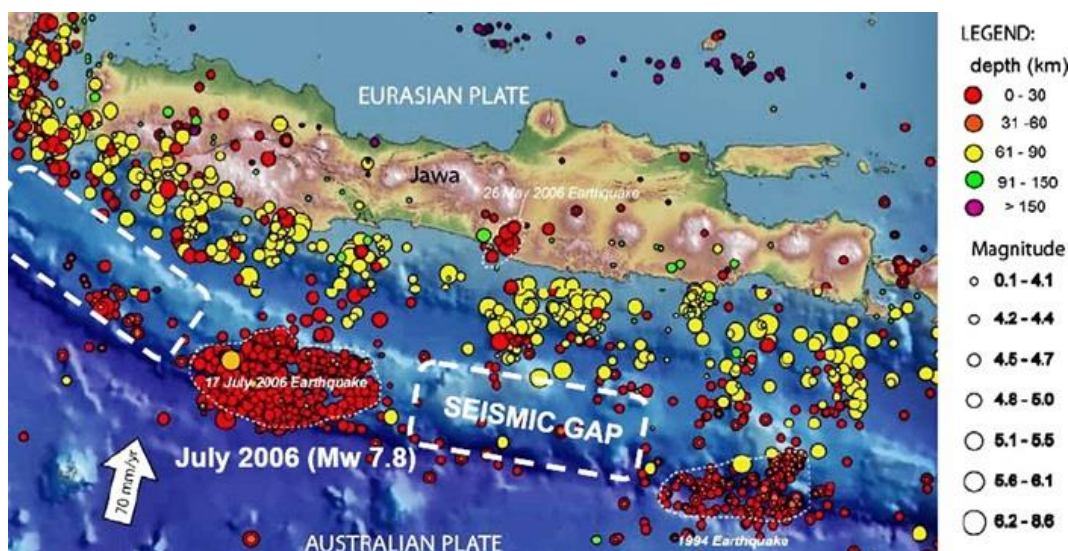 EURASIAN PLATE
Jawa
26 May 2006 Earthquake
17 July 2006 Earthquake
SEISMIC GAP
July 2006 (Mw 7.8)
70 mm/yr
1994 Earthquake
AUSTRALIAN PLATE
LEGEND:
depth (km)
0 - 30
31 -60
61 - 90
91 - 150
> 150
Magnitude
0.1 - 4.1
4.2 - 4.4
4.5 - 4.7
4.8 - 5.0
5.1 - 5.5
5.6 - 6.1
6.2 - 8.6